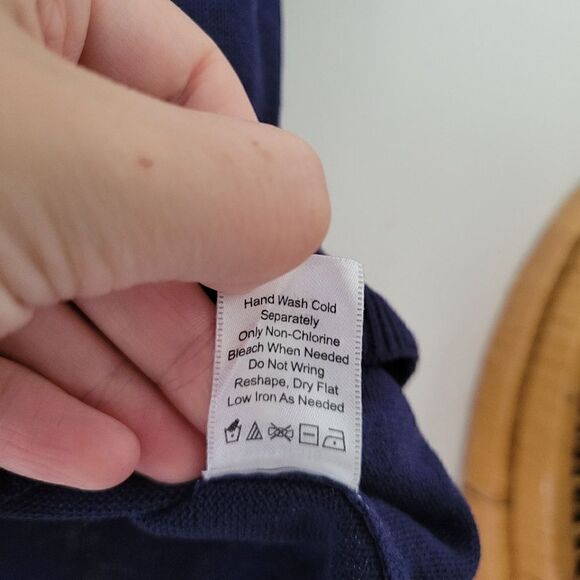 Hand Wash Cold
Separately
Only Non-Chlorine
Bleach When Needed
Do Not Wring
Reshape, Dry Flat
Low Iron As Needed